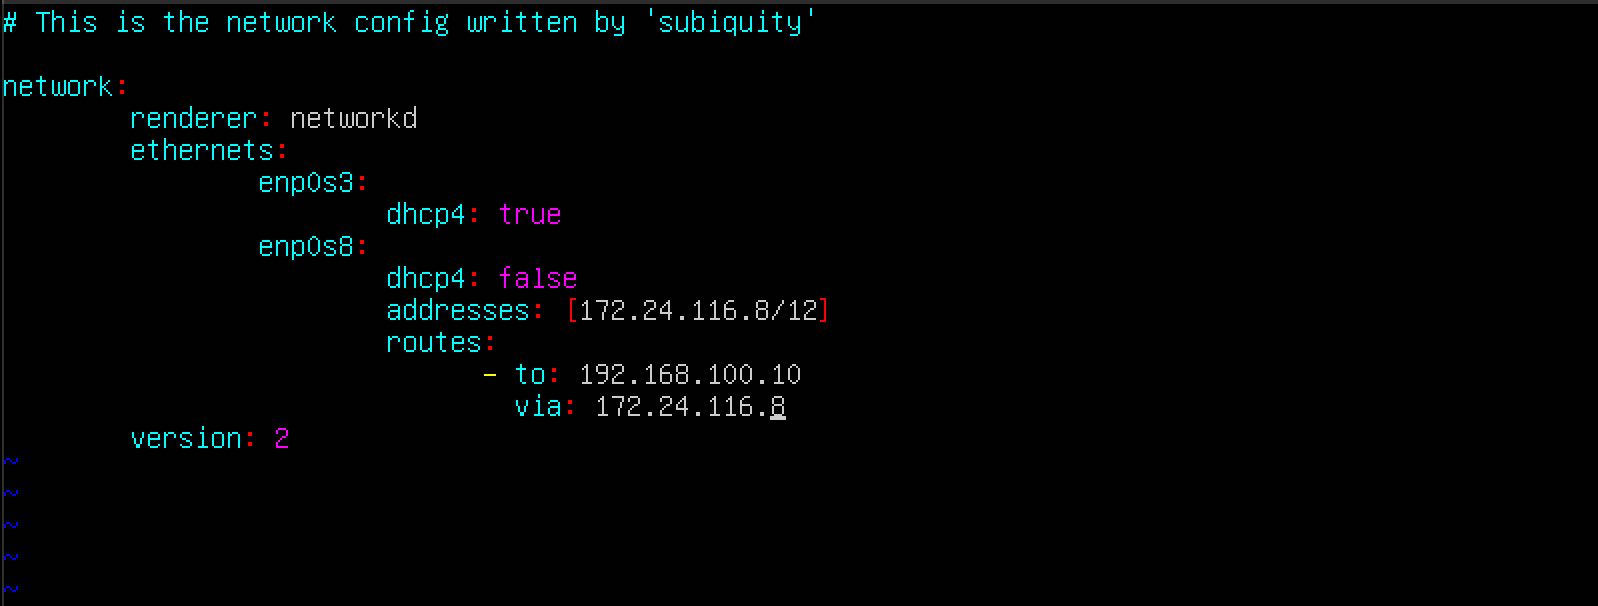 # This is the network config written by 'subiquity'
network:
renderer: networkd
ethernets:
enp0s3:
dhcp4: true
enp0s8:
dhcp4: false
addresses: [172.24.116.8/12]
routes:
- to: 192.168.100.10
via: 172.24.116.8
version: 2
~
~
~
~
~